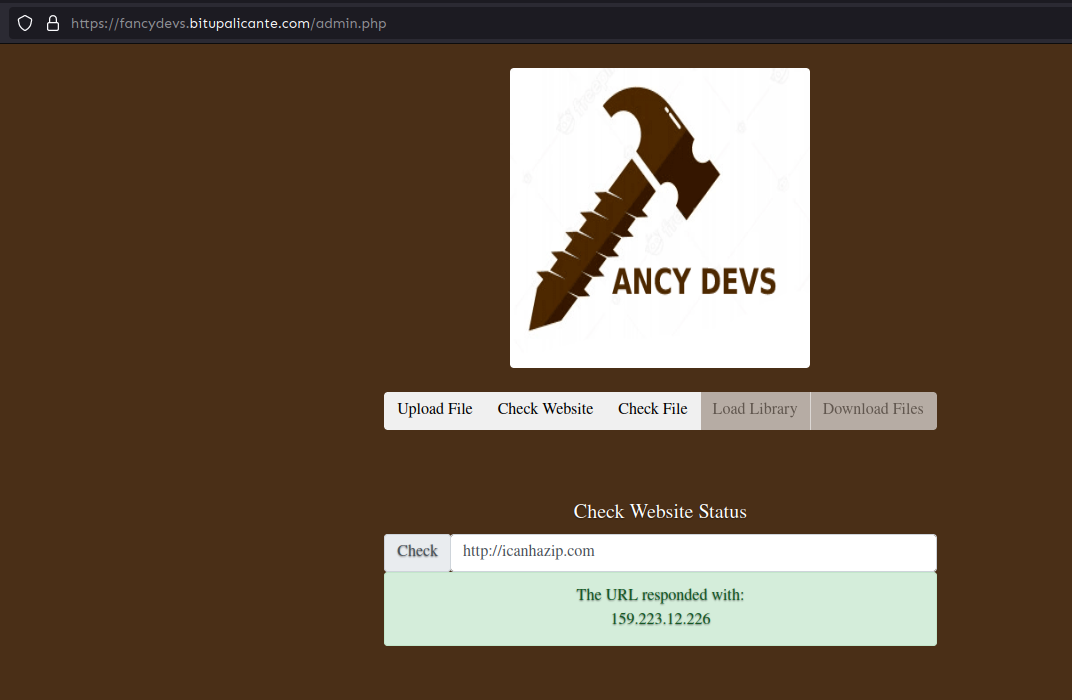 https://fancydevs.bitupalicante.com/admin.php
ANCY DEVS
Upload File Check Website Check File Load Library Download Files
Check Website Status
Check http://icanhazip.com
The URL responded with:
159.223.12.226